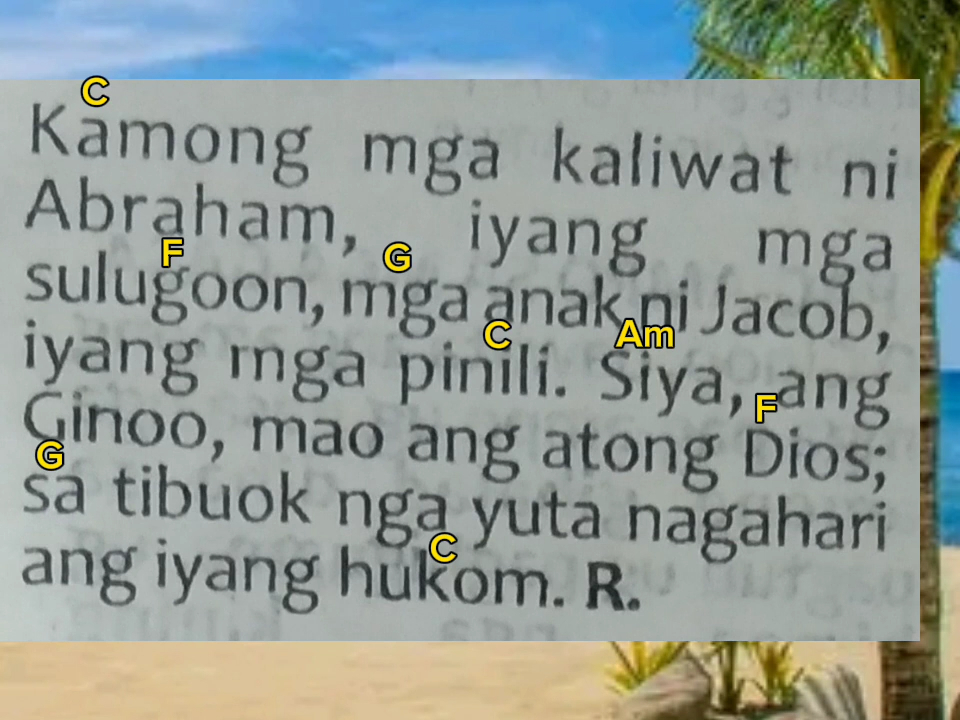 C
Kamong mga kaliwat ni
Abraham, iyang mga
F G
sulugoon, mga anak ni Jacob,
C Am
iyang mga pinili. Siya, ang
F
Ginoo, mao ang atong Dios;
G
sa tibuok nga yuta nagahari
C
ang iyang hukom. R.